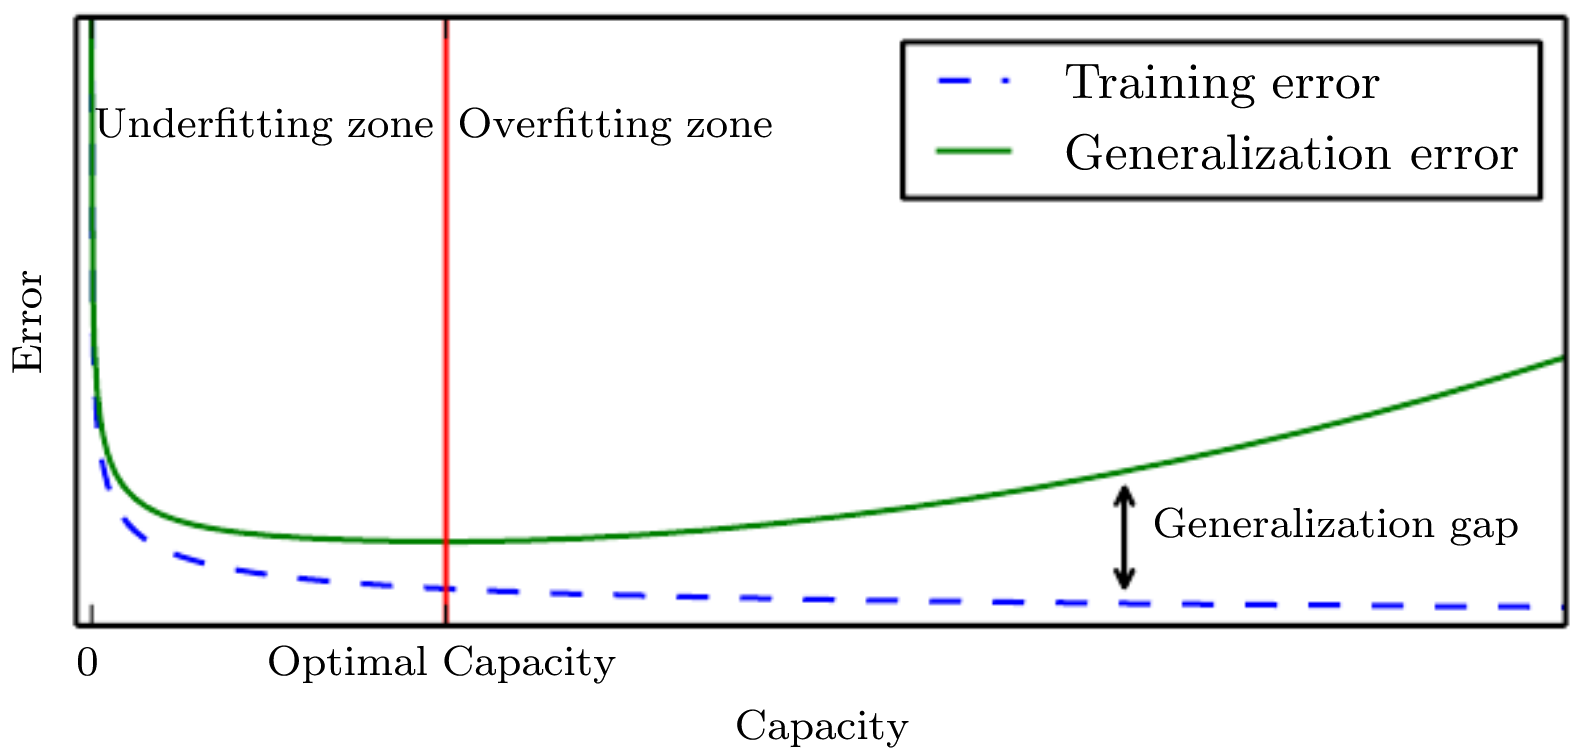 Training error
Generalization error
Underfitting zone
Overfitting zone
Error
Generalization gap
0
Optimal Capacity
Capacity